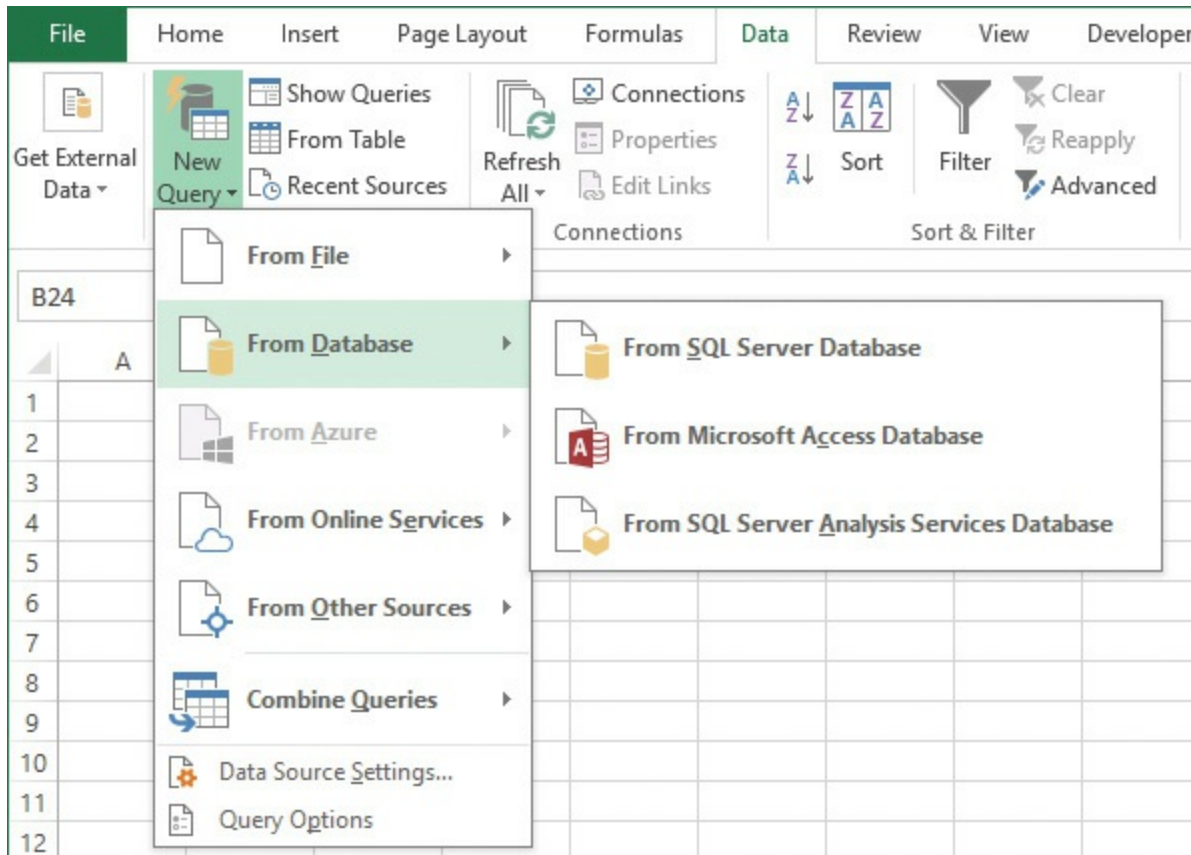 File Home Insert Page Layout Formulas Data Review View Developer
Get External Data
New Query
Show Queries
From Table
Recent Sources
Refresh All
Connections
Properties
Edit Links
Connections
A Z
Z A
Z A A Z
Sort
Filter
Clear
Reapply
Advanced
Sort & Filter
B24
A
From File
From Database
From Azure
From Online Services
From Other Sources
Combine Queries
Data Source Settings...
Query Options
From SQL Server Database
A
From Microsoft Access Database
From SQL Server Analysis Services Database
1
2
3
4
5
6
7
8
9
10
11
12